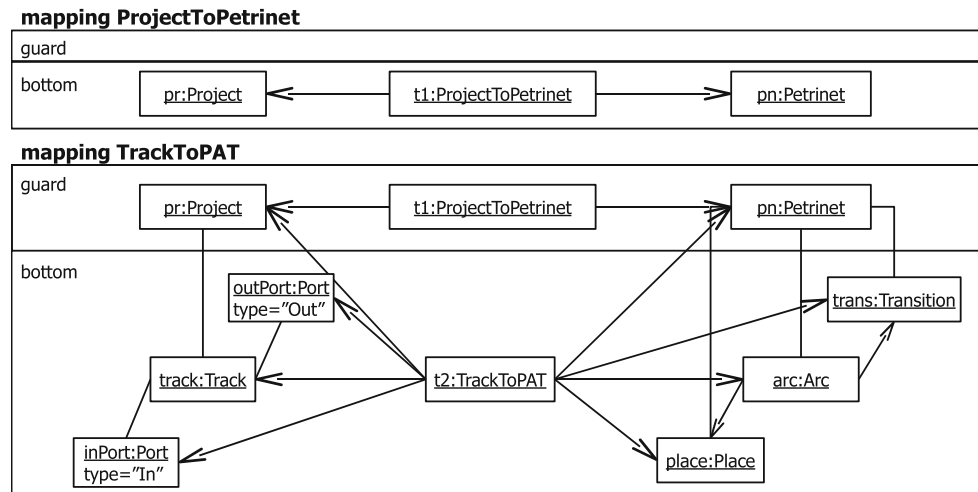 mapping ProjectToPetrinet
guard
bottom
pr:Project
t1:ProjectToPetrinet
pn:Petrinet
mapping TrackToPAT
guard
pr:Project
t1:ProjectToPetrinet
pn:Petrinet
bottom
outPort:Port
type="Out"
trans:Transition
track:Track
t2:TrackToPAT
arc:Arc
inPort:Port
type="In"
place:Place